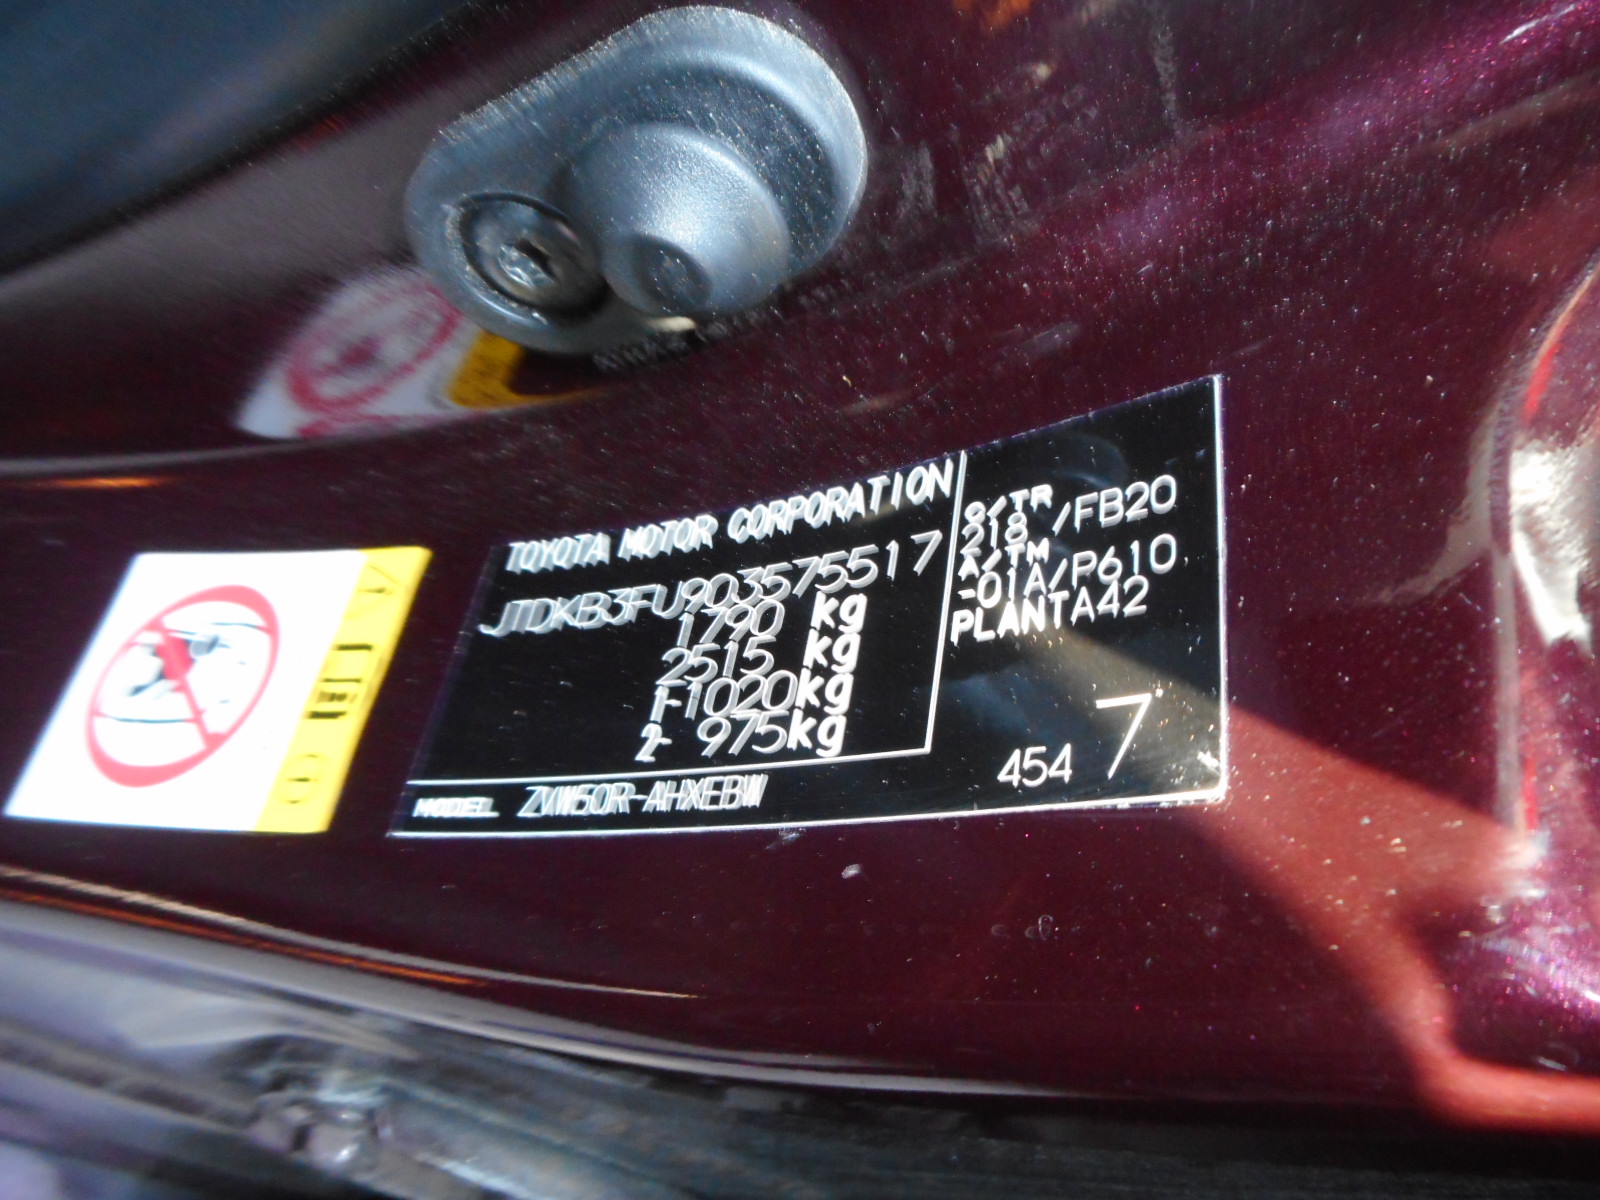 TOYOTA MOTOR CORPORATION
JTDKB3FU903575517
1790 kg
2515 kg
1-1020kg
2- 975kg
MODEL ZVW50R-AHXEBW
C/TR
218 /FB20
A/TM
-01A/P610
PLANTA42
454 7